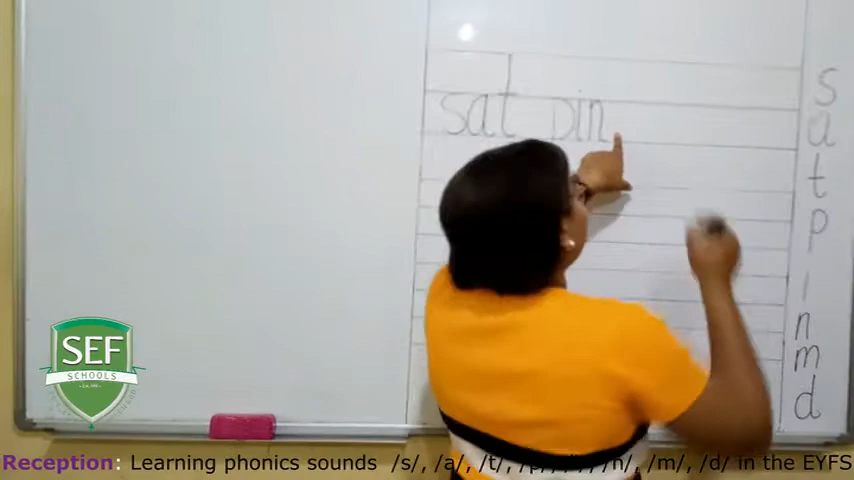 sat pin
s
a
t
p
i
n
m
d
SEF
SCHOOLS
Reception: Learning phonics sounds /s/, /a/, /t/, /p/, /i/, /n/, /m/, /d/ in the EYFS